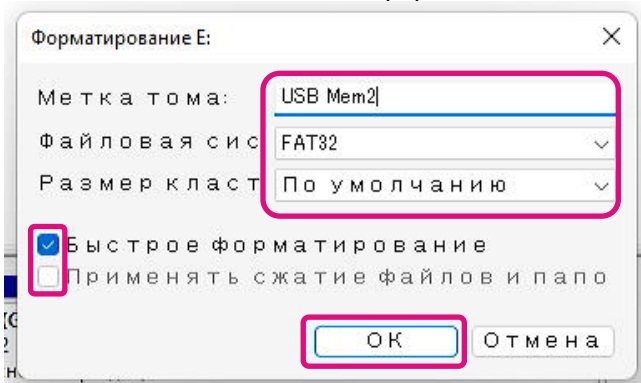 Форматирование E:
Метка тома: USB Mem2
Файловая сис FAT32
Размер класт По умолчанию
Быстрое форматирование
Применять сжатие файлов и папо
ОК Отмена